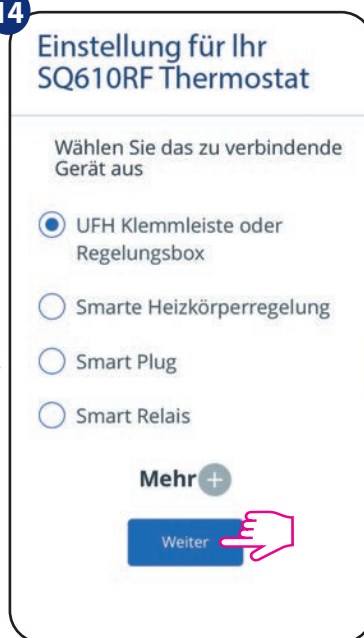 14
Einstellung für Ihr
SQ610RF Thermostat
Wählen Sie das zu verbindende
Gerät aus
UFH Klemmleiste oder
Regelungsbox
Smarte Heizkörperregelung
Smart Plug
Smart Relais
Mehr +
Weiter